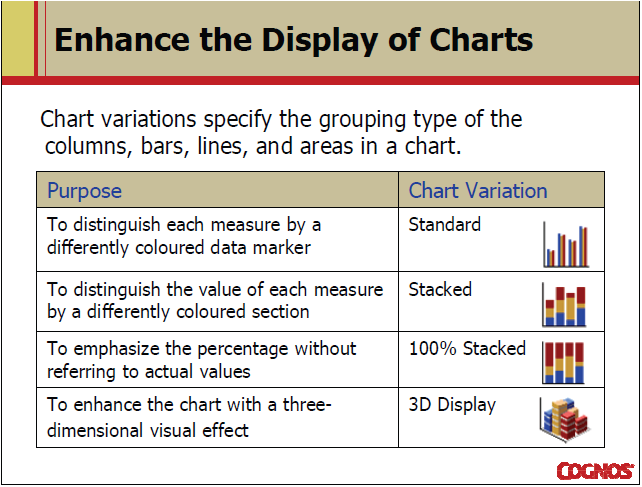 Enhance the Display of Charts
Chart variations specify the grouping type of the
columns, bars, lines, and areas in a chart.
Purpose
Chart Variation
To distinguish each measure by a
differently coloured data marker
Standard
To distinguish the value of each measure
by a differently coloured section
Stacked
To emphasize the percentage without
referring to actual values
100% Stacked
To enhance the chart with a three-
dimensional visual effect
3D Display
COGNOS®